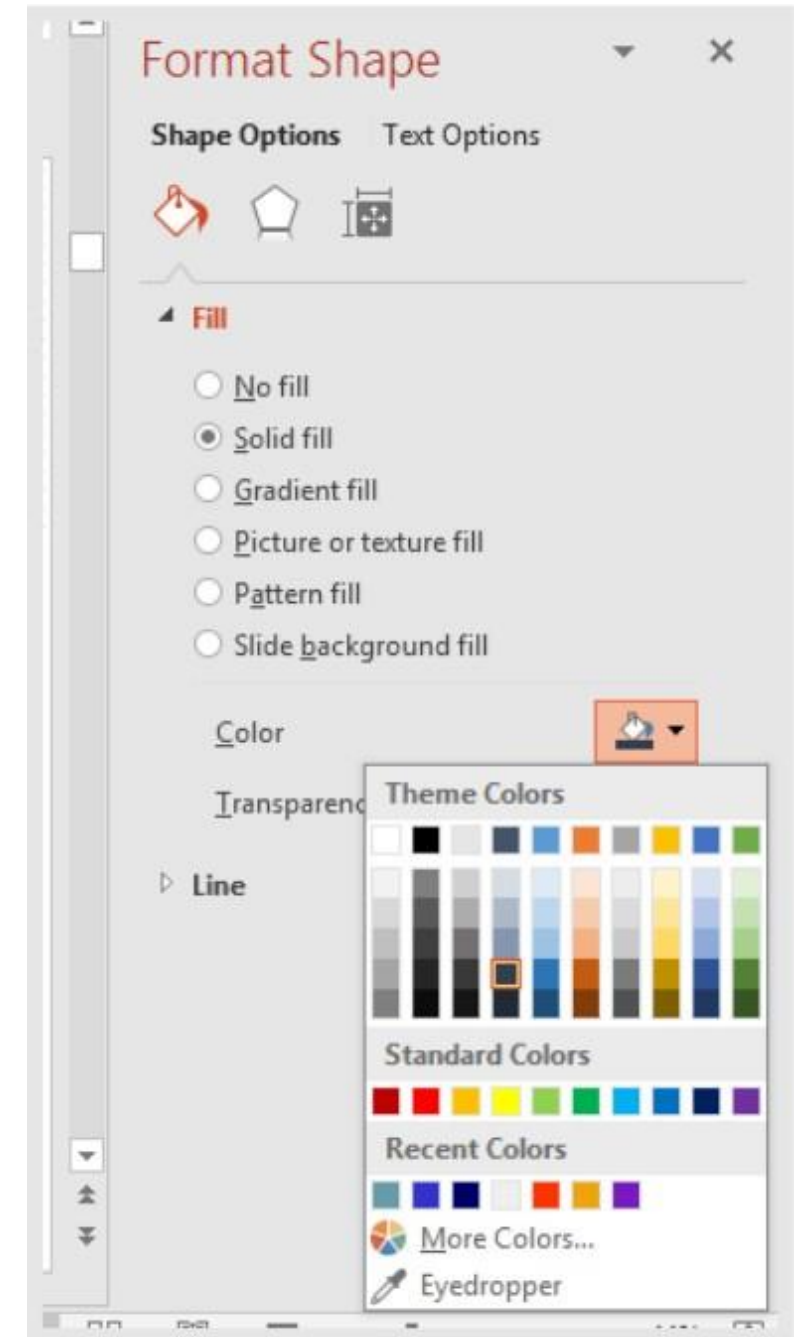 Format Shape
Shape Options Text Options
Fill
No fill
Solid fill
Gradient fill
Picture or texture fill
Pattern fill
Slide background fill
Color
Transparenc
Theme Colors
Line
Standard Colors
Recent Colors
More Colors...
Eyedropper